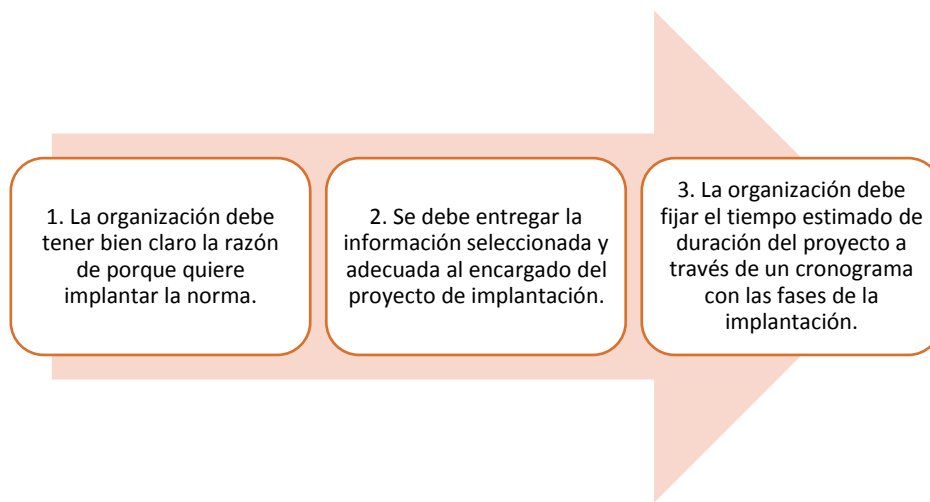 1. La organización debe
tener bien claro la razón
de porque quiere
implantar la norma.
2. Se debe entregar la
información seleccionada y
adecuada al encargado del
proyecto de implantación.
3. La organización debe
fijar el tiempo estimado de
duración del proyecto a
través de un cronograma
con las fases de la
implantación.